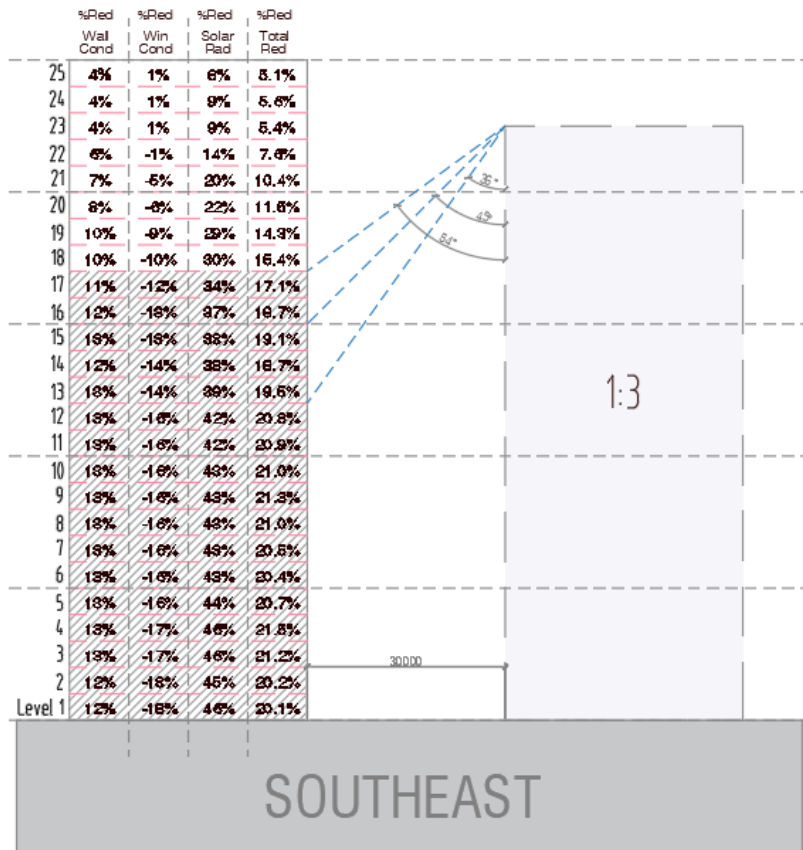 %Red %Red %Red %Red
Wall Win Solar Total
Cond Cond Rad Red
25 4% 1% 6% 5.1%
24 4% 1% 9% 5.6%
23 4% 1% 9% 5.4%
22 6% -1% 14% 7.6%
21 7% -5% 20% 10.4%
20 8% -6% 22% 11.6%
19 10% -9% 29% 14.3%
18 10% -10% 30%
17 11% -12% 34% 17.1%
16 12% -13% 37%
15 13% -13% 38% 19.1%
14 12% -14% 38%
13 13% -14% 39% 19.5%
12 13% -16% 42% 20.8%
11 13% -16% 42% 20.9%
10 13% -16% 43% 21.0%
9 13% -16% 43% 21.3%
8 13% -16% 43% 21.0%
7 13% -16% 43% 20.5%
6 13% -16% 43% 20.4%
5 13% -16% 44% 20.7%
4 13% -17% 46% 21.5%
3 13% -17% 46% 21.2%
2 12% -18% 45% 20.2%
Level 1 12% -18% 46% 20.1%
36°
45°
54°
1:3
30000
SOUTHEAST